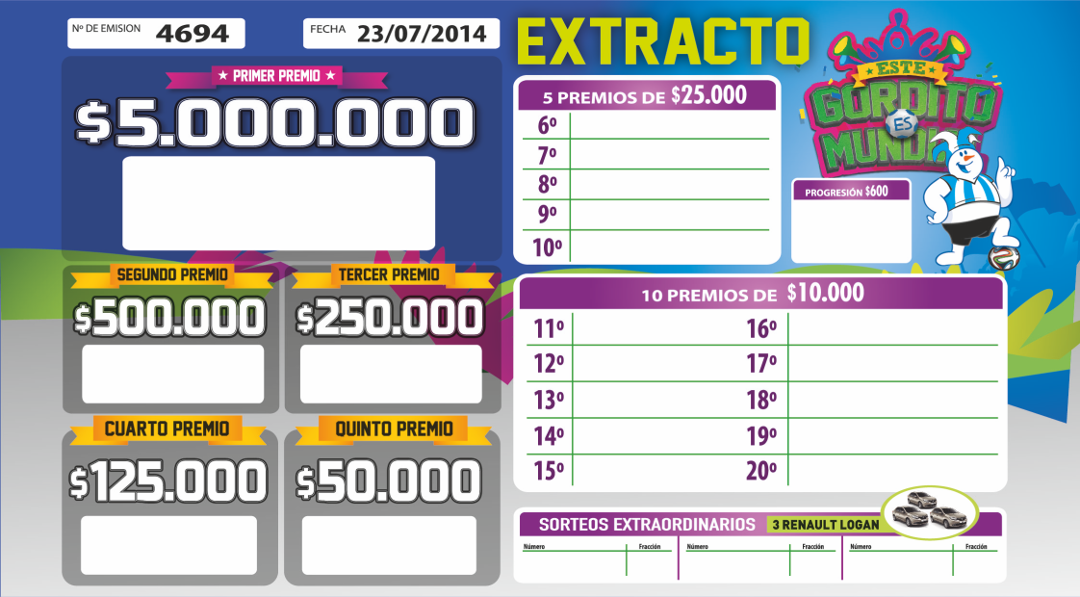 Nº DE EMISION 4694
FECHA 23/07/2014
EXTRACTO
ESTE
GORDITO
ES
MUNDIAL
PRIMER PREMIO
$5.000.000
SEGUNDO PREMIO
$500.000
TERCER PREMIO
$250.000
CUARTO PREMIO
$125.000
QUINTO PREMIO
$50.000
5 PREMIOS DE $25.000
6º
7º
8º
9º
10º
PROGRESIÓN $600
10 PREMIOS DE $10.000
11º 16º
12º 17º
13º 18º
14º 19º
15º 20º
SORTEOS EXTRAORDINARIOS 3 RENAULT LOGAN
Número Fracción Número Fracción Número Fracción